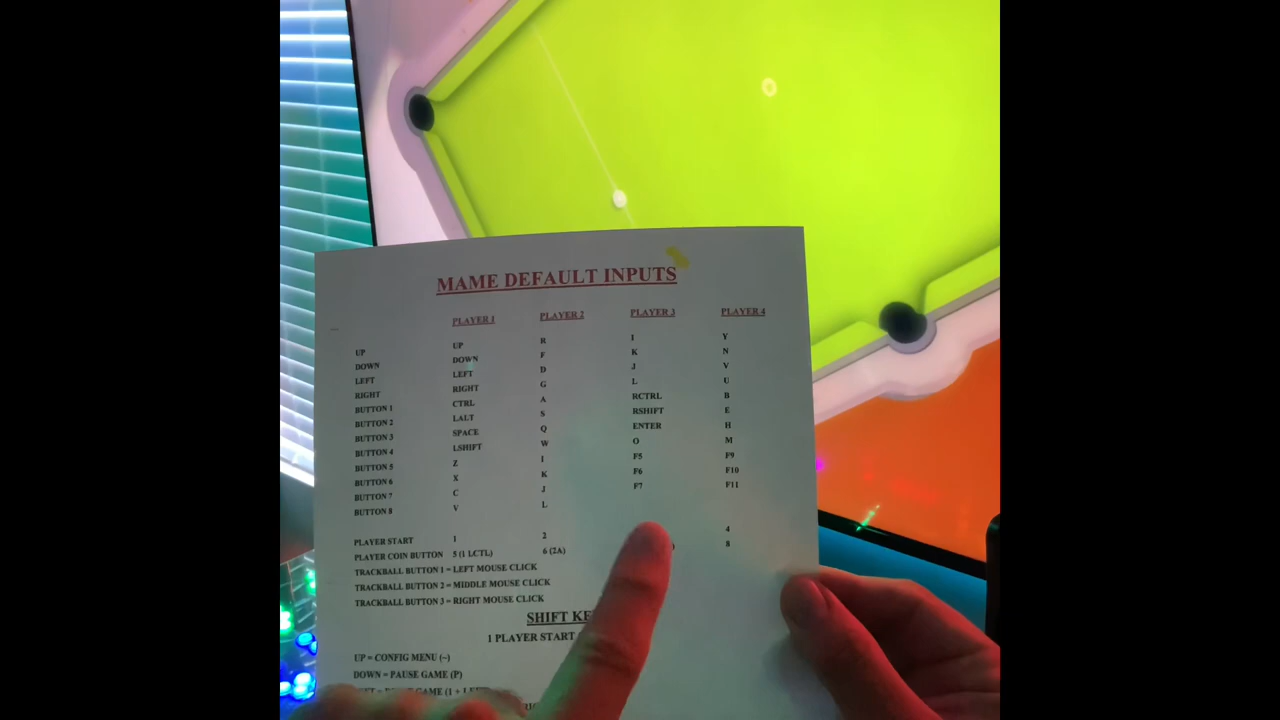 MAME DEFAULT INPUTS
PLAYER 1 PLAYER 2 PLAYER 3 PLAYER 4
UP UP R I Y
DOWN DOWN F K N
LEFT LEFT D J V
RIGHT RIGHT G L U
BUTTON 1 CTRL A RCTRL B
BUTTON 2 LALT S RSHIFT E
BUTTON 3 SPACE Q ENTER H
BUTTON 4 LSHIFT W O M
BUTTON 5 Z I F5 F9
BUTTON 6 X K F6 F10
BUTTON 7 C J F7 F11
BUTTON 8 V L
PLAYER START 1 2 4
PLAYER COIN BUTTON 5 (1 LCTL) 6 (2A) 8
TRACKBALL BUTTON 1 = LEFT MOUSE CLICK
TRACKBALL BUTTON 2 = MIDDLE MOUSE CLICK
TRACKBALL BUTTON 3 = RIGHT MOUSE CLICK
SHIFT
1 PLAYER START
UP = CONFIG MENU (~)
DOWN = PAUSE GAME (P)
GAME (1 +